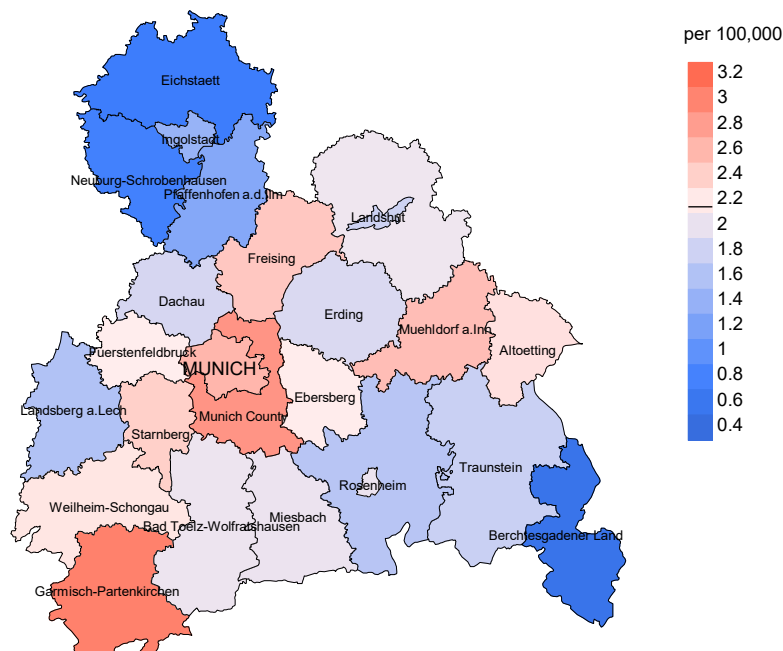 per 100,000
3.2
3
2.8
2.6
2.4
2.2
2
1.8
1.6
1.4
1.2
1
0.8
0.6
0.4
Eichstaett
Ingolstadt
Neuburg-Schrobenhausen
Pfaffenhofen a.d.Ilm
Landshut
Freising
Dachau
Erding
Muehldorf a.Inn
Altoetting
Fuerstenfeldbruck
MUNICH
Ebersberg
Landsberg a.Lech
Munich County
Starnberg
Traunstein
Rosenheim
Weilheim-Schongau
Miesbach
Bad Toelz-Wolfratshausen
Berchtesgadener Land
Garmisch-Partenkirchen